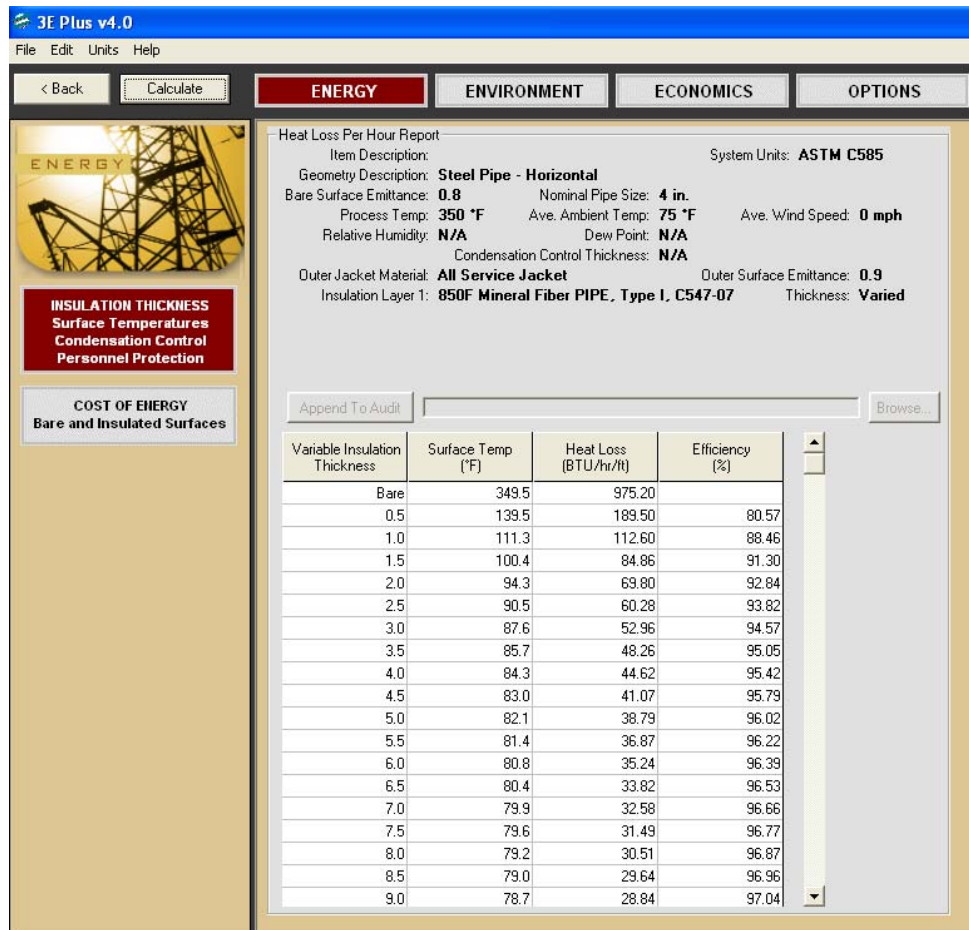 3E Plus v4.0
File Edit Units Help
< Back Calculate ENERGY ENVIRONMENT ECONOMICS OPTIONS
ENERGY
INSULATION THICKNESS
Surface Temperatures
Condensation Control
Personnel Protection
COST OF ENERGY
Bare and Insulated Surfaces
Heat Loss Per Hour Report
Item Description: System Units: ASTM C585
Geometry Description: Steel Pipe - Horizontal
Bare Surface Emittance: 0.8 Nominal Pipe Size: 4 in.
Process Temp: 350 °F Ave. Ambient Temp: 75 °F Ave. Wind Speed: 0 mph
Relative Humidity: N/A Dew Point: N/A
Condensation Control Thickness: N/A
Outer Jacket Material: All Service Jacket Outer Surface Emittance: 0.9
Insulation Layer 1: 850F Mineral Fiber PIPE, Type I, C547-07 Thickness: Varied
Append To Audit Browse...
Variable Insulation Thickness Surface Temp (°F) Heat Loss (BTU/hr/ft) Efficiency (%)
Bare 349.5 975.20
0.5 139.5 189.50 80.57
1.0 111.3 112.60 88.46
1.5 100.4 84.86 91.30
2.0 94.3 69.80 92.84
2.5 90.5 60.28 93.82
3.0 87.6 52.96 94.57
3.5 85.7 48.26 95.05
4.0 84.3 44.62 95.42
4.5 83.0 41.07 95.79
5.0 82.1 38.79 96.02
5.5 81.4 36.87 96.22
6.0 80.8 35.24 96.39
6.5 80.4 33.82 96.53
7.0 79.9 32.58 96.66
7.5 79.6 31.49 96.77
8.0 79.2 30.51 96.87
8.5 79.0 29.64 96.96
9.0 78.7 28.84 97.04